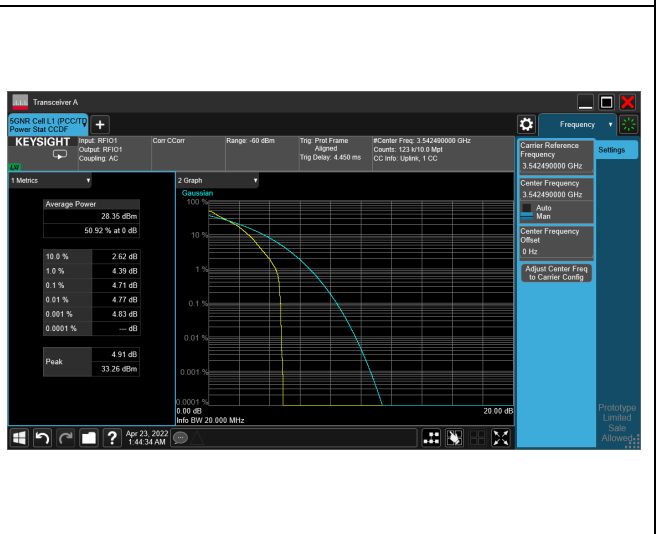 Transceiver A
5GNR Cell L1 (PCC/TD
Power Stat CCDF
+
Frequency
KEYSIGHT
Input: RFIO1
Output: RFIO1
Coupling: AC
Corr CCorr
Range: -60 dBm
Trig: Prot Frame
Aligned
Trig Delay: 4.450 ms
#Center Freq: 3.542490000 GHz
Counts: 123 k/10.0 Mpt
CC Info: Uplink, 1 CC
1 Metrics
Average Power
28.35 dBm
50.92 % at 0 dB
10.0 % 2.62 dB
1.0 % 4.39 dB
0.1 % 4.71 dB
0.01 % 4.77 dB
0.001 % 4.83 dB
0.0001 % --- dB
Peak
4.91 dB
33.26 dBm
2 Graph
Gaussian
100 %
10 %
1 %
0.1 %
0.01 %
0.001 %
0.0001 %
0.00 dB 20.00 dB
Info BW 20.000 MHz
Carrier Reference
Frequency
3.542490000 GHz
Settings
Center Frequency
3.542490000 GHz
Auto
Man
Center Frequency
Offset
0 Hz
Adjust Center Freq
to Carrier Config
Prototype
Limited
Sale
Allowed
?
Apr 23, 2022
1:44:34 AM